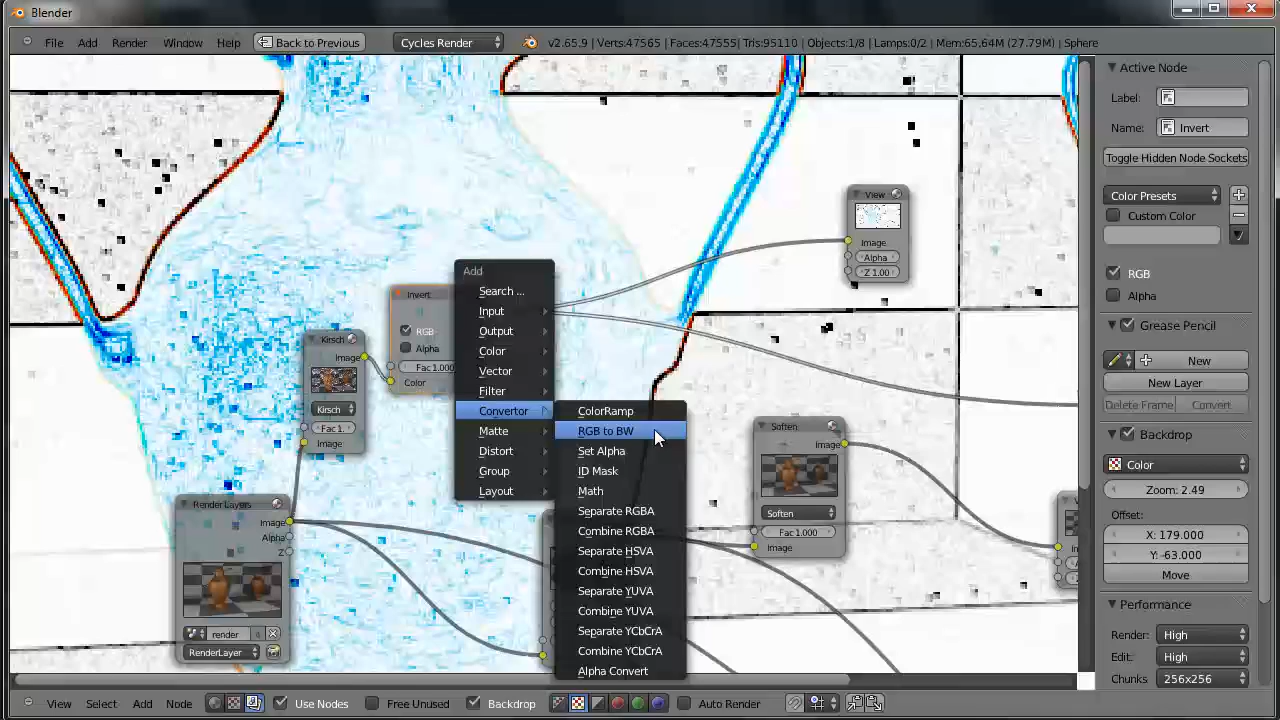 Blender
File Add Render Window Help Back to Previous Cycles Render v2.65.9 | Verts:47565 | Faces:47555| Tris:95110 | Objects:1/8 | Lamps:0/2 | Mem:65,64M (27.79M) | Sphere
Active Node
Label:
Name: Invert
Toggle Hidden Node Sockets
Color Presets
Custom Color
RGB
Alpha
Grease Pencil
New
New Layer
Delete Frame Convert
Backdrop
Color
Zoom: 2.49
Offset:
X: 179.000
Y: -63.000
Move
Performance
Render: High
Edit: High
Chunks 256x256
View
Image
Alpha
Z 1.00
Add
Search ...
Input
Output
Color
Vector
Filter
Convertor
Matte
Distort
Group
Layout
ColorRamp
RGB to BW
Set Alpha
ID Mask
Math
Separate RGBA
Combine RGBA
Separate HSVA
Combine HSVA
Separate YUVA
Combine YUVA
Separate YCbCrA
Combine YCbCrA
Alpha Convert
Invert
RGB
Alpha
Fac 1.000
Color
Kirsch
Image
Kirsch
Fac 1.
Image
Render Layers
Image
Alpha
Z
render 4
RenderLayer
Soften
Image
Soften
Fac 1.000
Image
View Select Add Node Use Nodes Free Unused Backdrop Auto Render